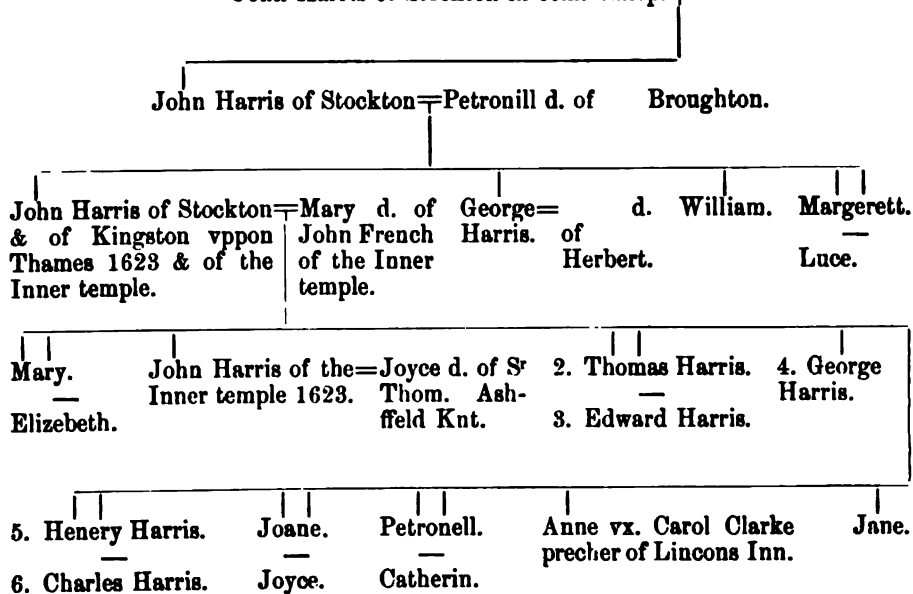 John Harris of Stockton=Petronill d. of Broughton.
John Harris of Stockton & of Kingston vppon Thames 1623 & of the Inner temple.
=Mary d. of John French of the Inner temple.
George Harris.
= d. of Herbert.
William.
Margerett.
—
Luce.
Mary.
—
Elizebeth.
John Harris of the Inner temple 1623.
=Joyce d. of Sr Thom. Ash-
ffeld Knt.
2. Thomas Harris.
—
3. Edward Harris.
4. George Harris.
5. Henery Harris.
—
6. Charles Harris.
Joane.
—
Joyce.
Petronell.
—
Catherin.
Anne vx. Carol Clarke
precher of Lincons Inn.
Jane.